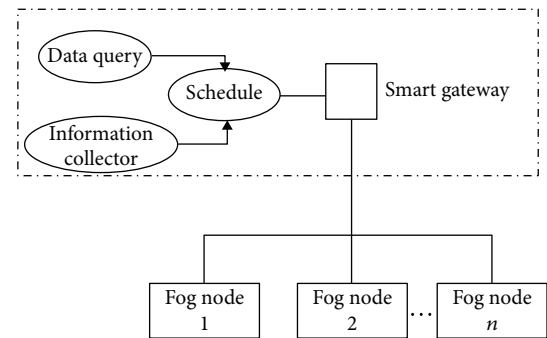 Data query
Schedule
Smart gateway
Information
collector
Fog node
1
Fog node
2
...
Fog node
n